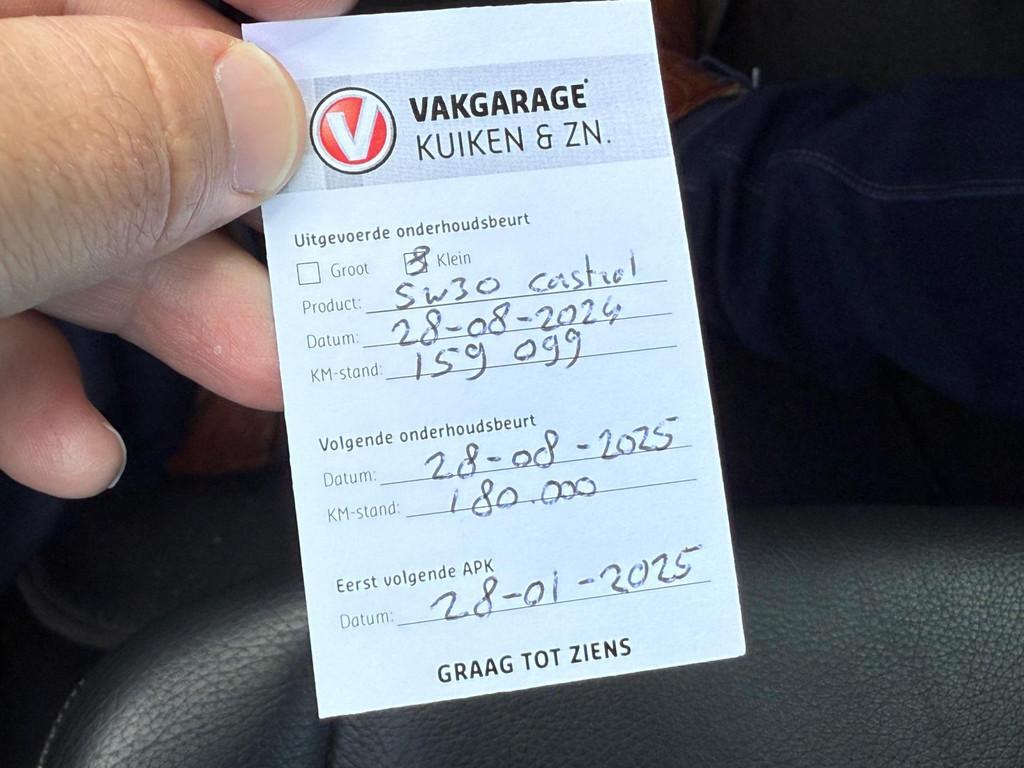 VAKGARAGE
KUIKEN & ZN.
Uitgevoerde onderhoudsbeurt
Groot Klein
Product: 5w30 castrol
Datum: 28-08-2024
KM-stand: 159 099
Volgende onderhoudsbeurt
Datum: 28-08-2025
KM-stand: 180.000
Eerst volgende APK
Datum: 28-01-2025
GRAAG TOT ZIENS